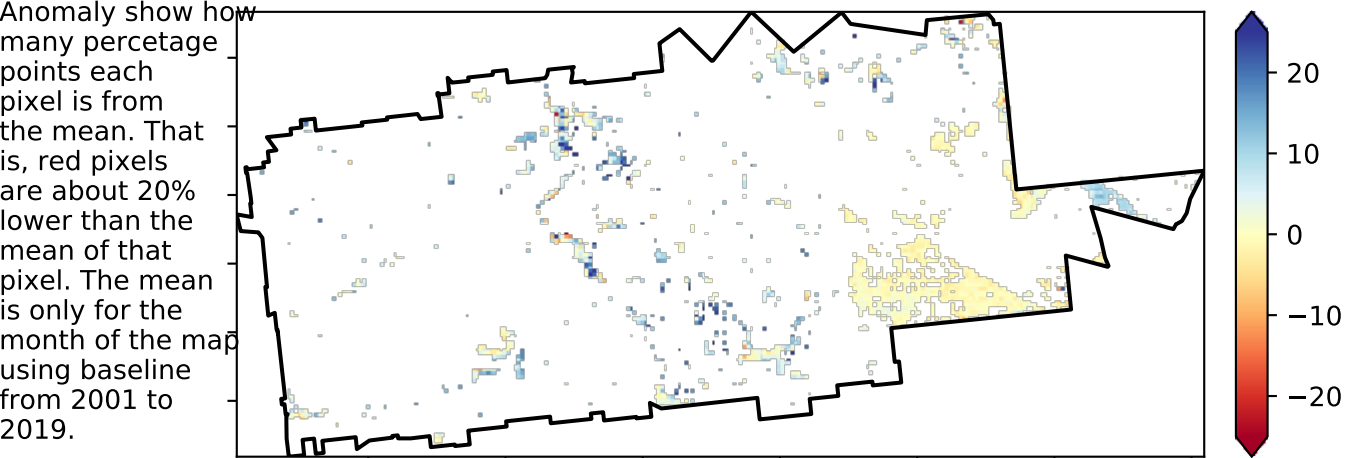 Anomaly show how
many percetage
points each
pixel is from
the mean. That
is, red pixels
are about 20%
lower than the
mean of that
pixel. The mean
is only for the
month of the map
using baseline
from 2001 to
2019.
20
10
0
−10
−20